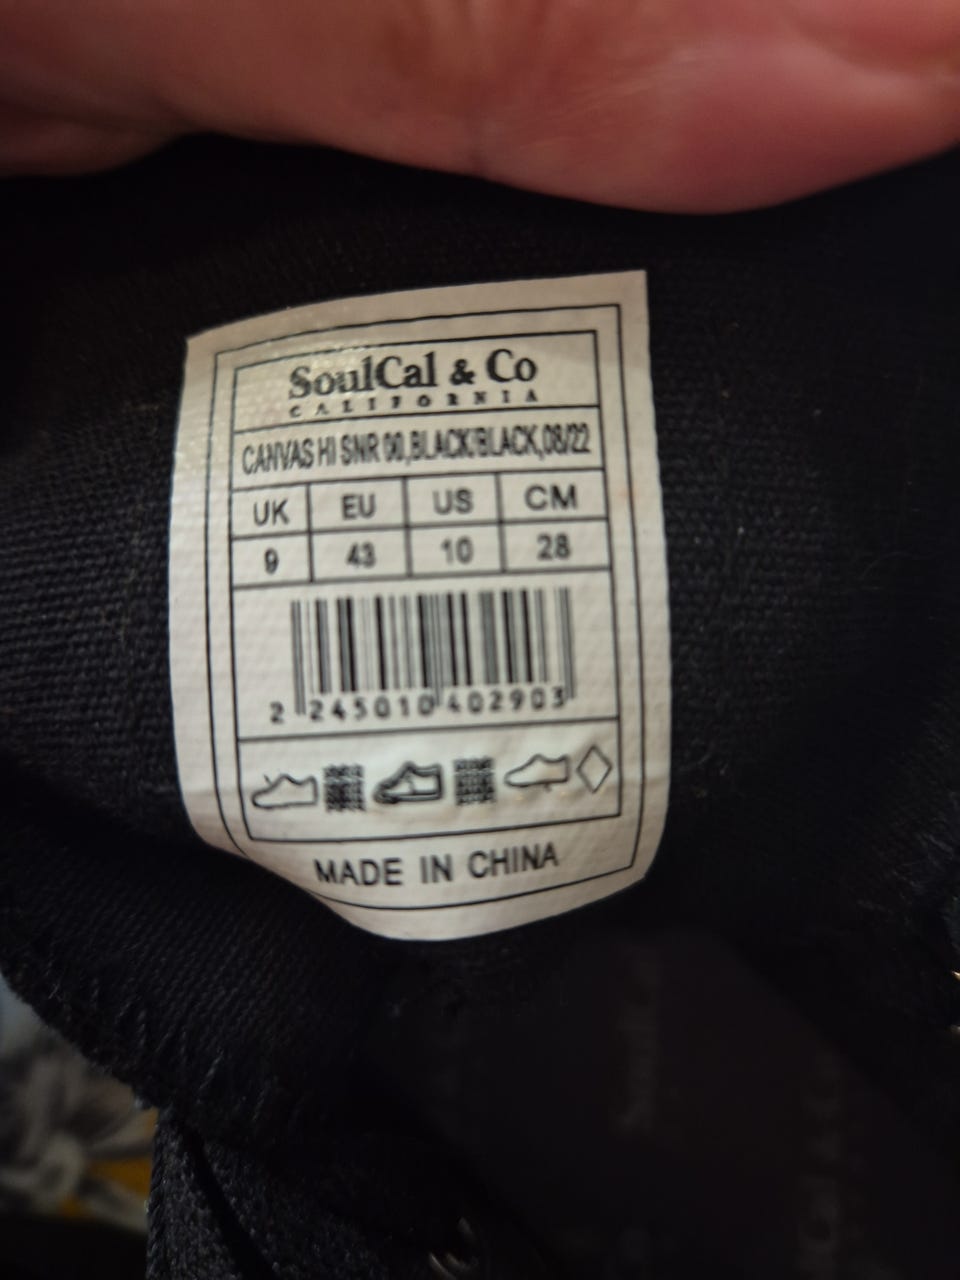 SoulCal & Co
CALIFORNIA
CANVAS HI SNR 00,BLACK/BLACK,08/22
UK EU US CM
9 43 10 28
2 245010 402903
MADE IN CHINA